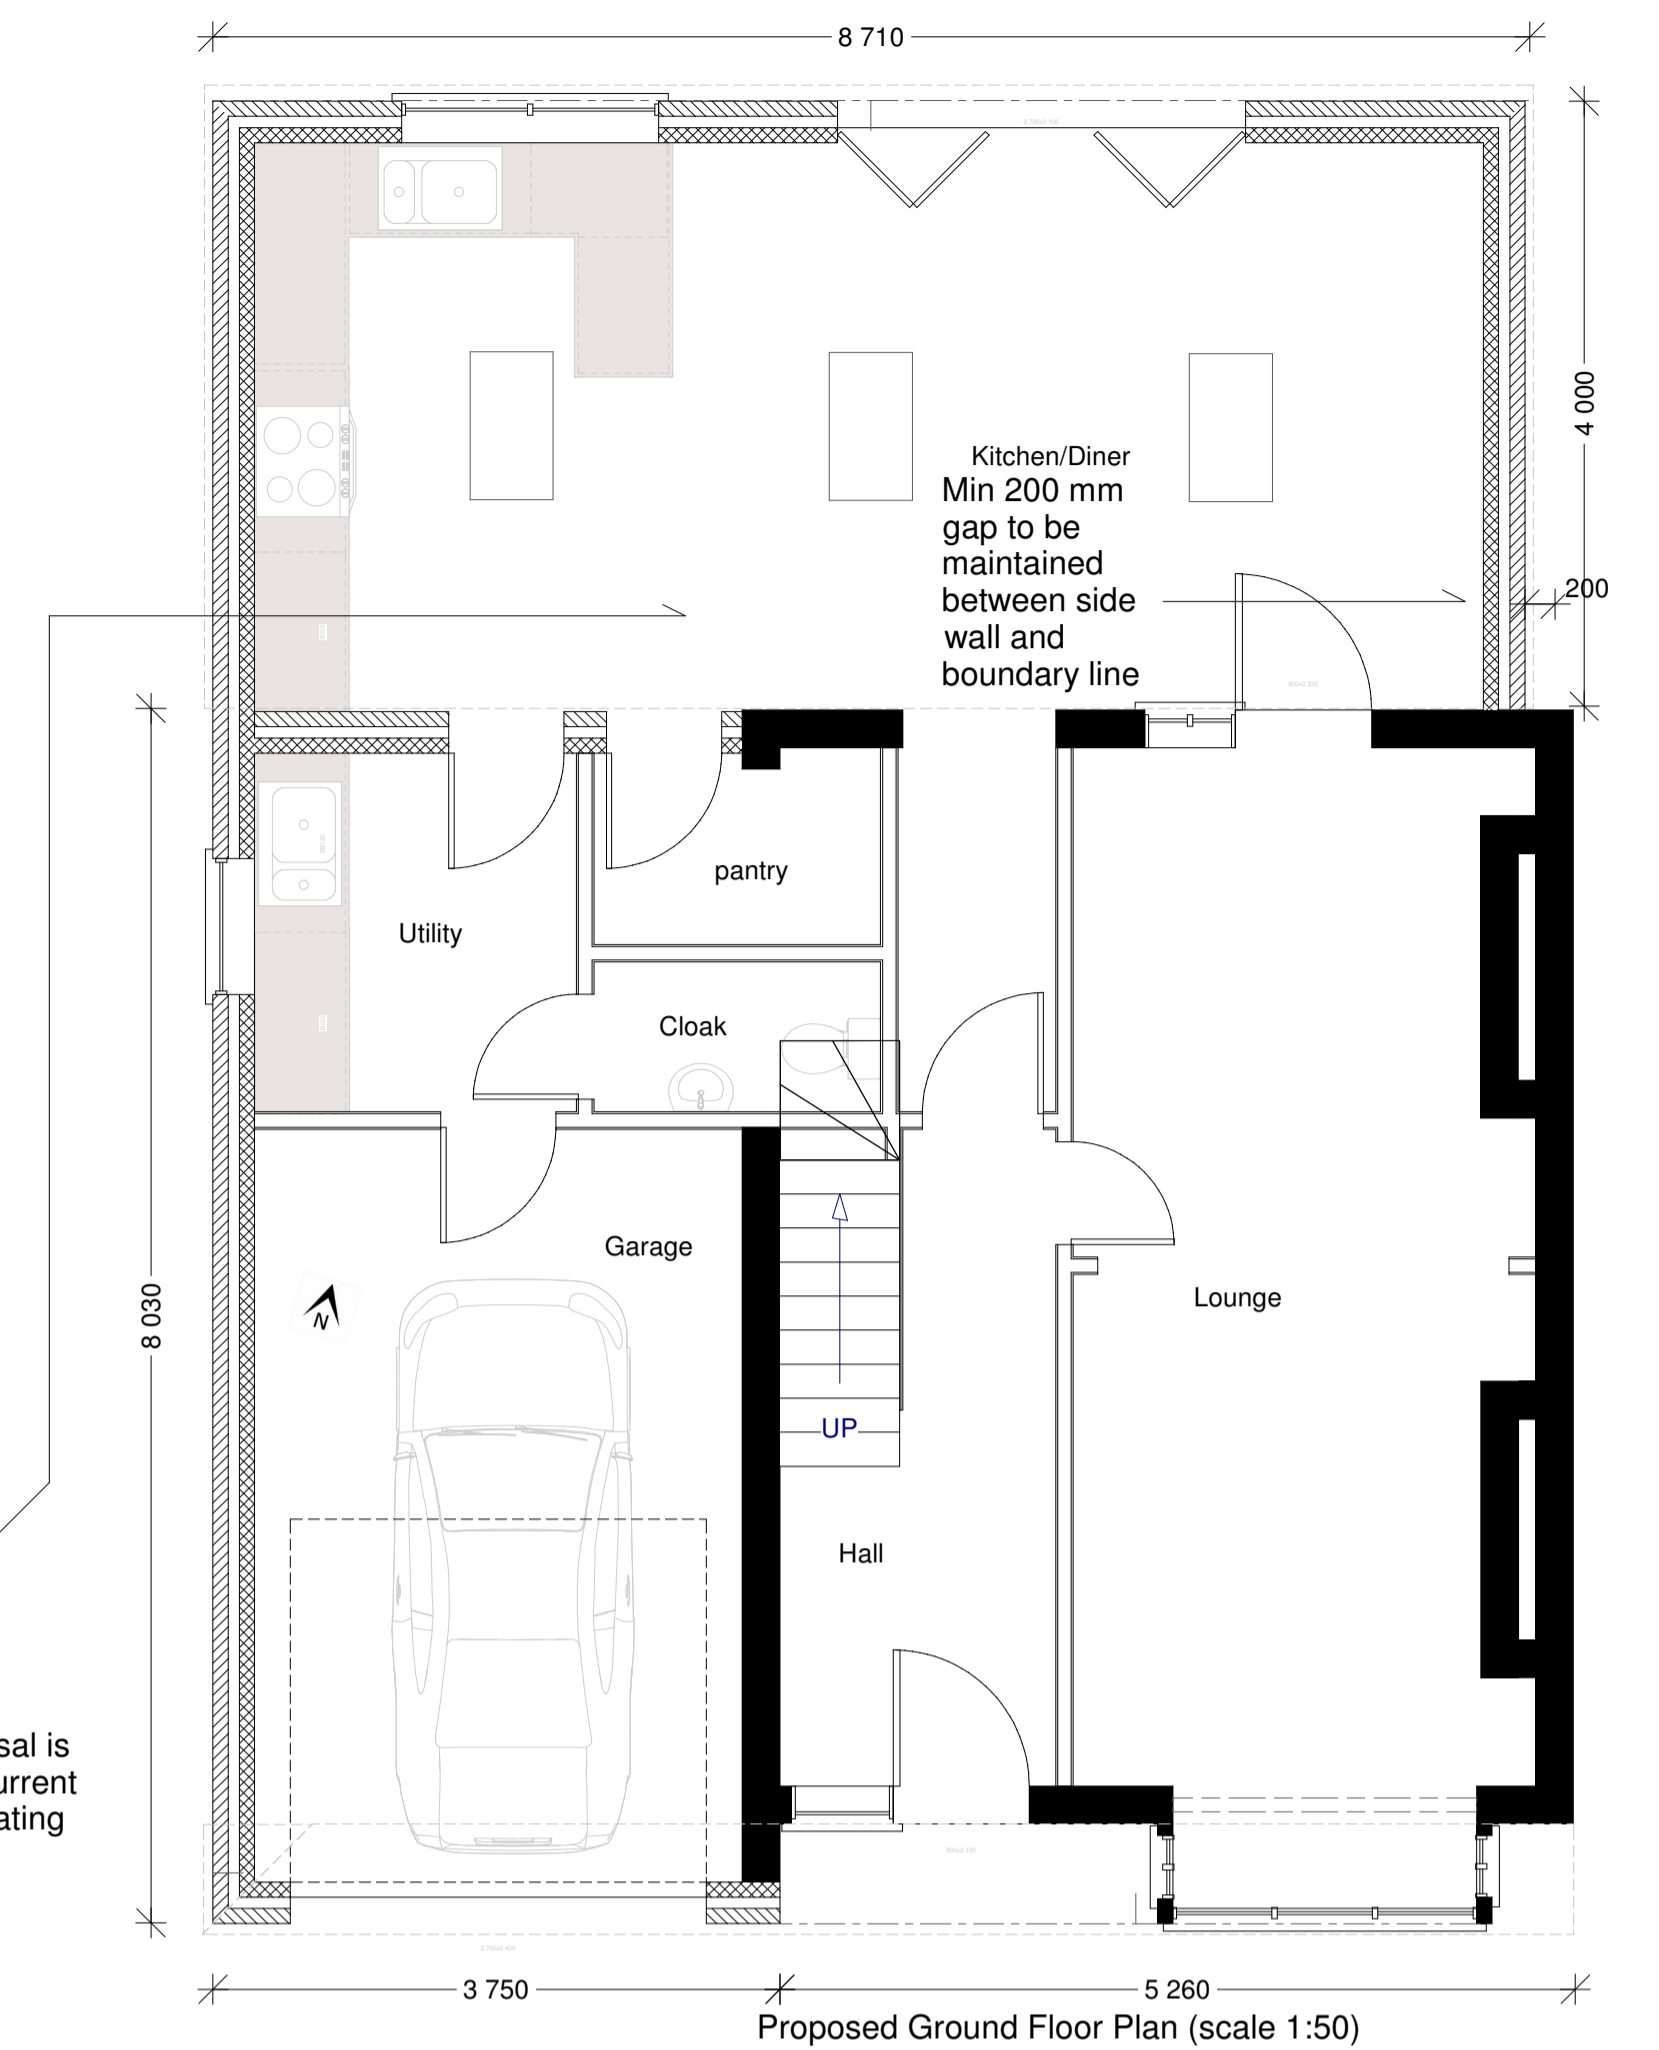 8 710
4 000
Kitchen/Diner
Min 200 mm
gap to be
maintained
between side
wall and
boundary line
200
pantry
Utility
Cloak
Garage
N
8 030
Lounge
UP
Hall
sal is
urrent
ating
3 750
5 260
Proposed Ground Floor Plan (scale 1:50)